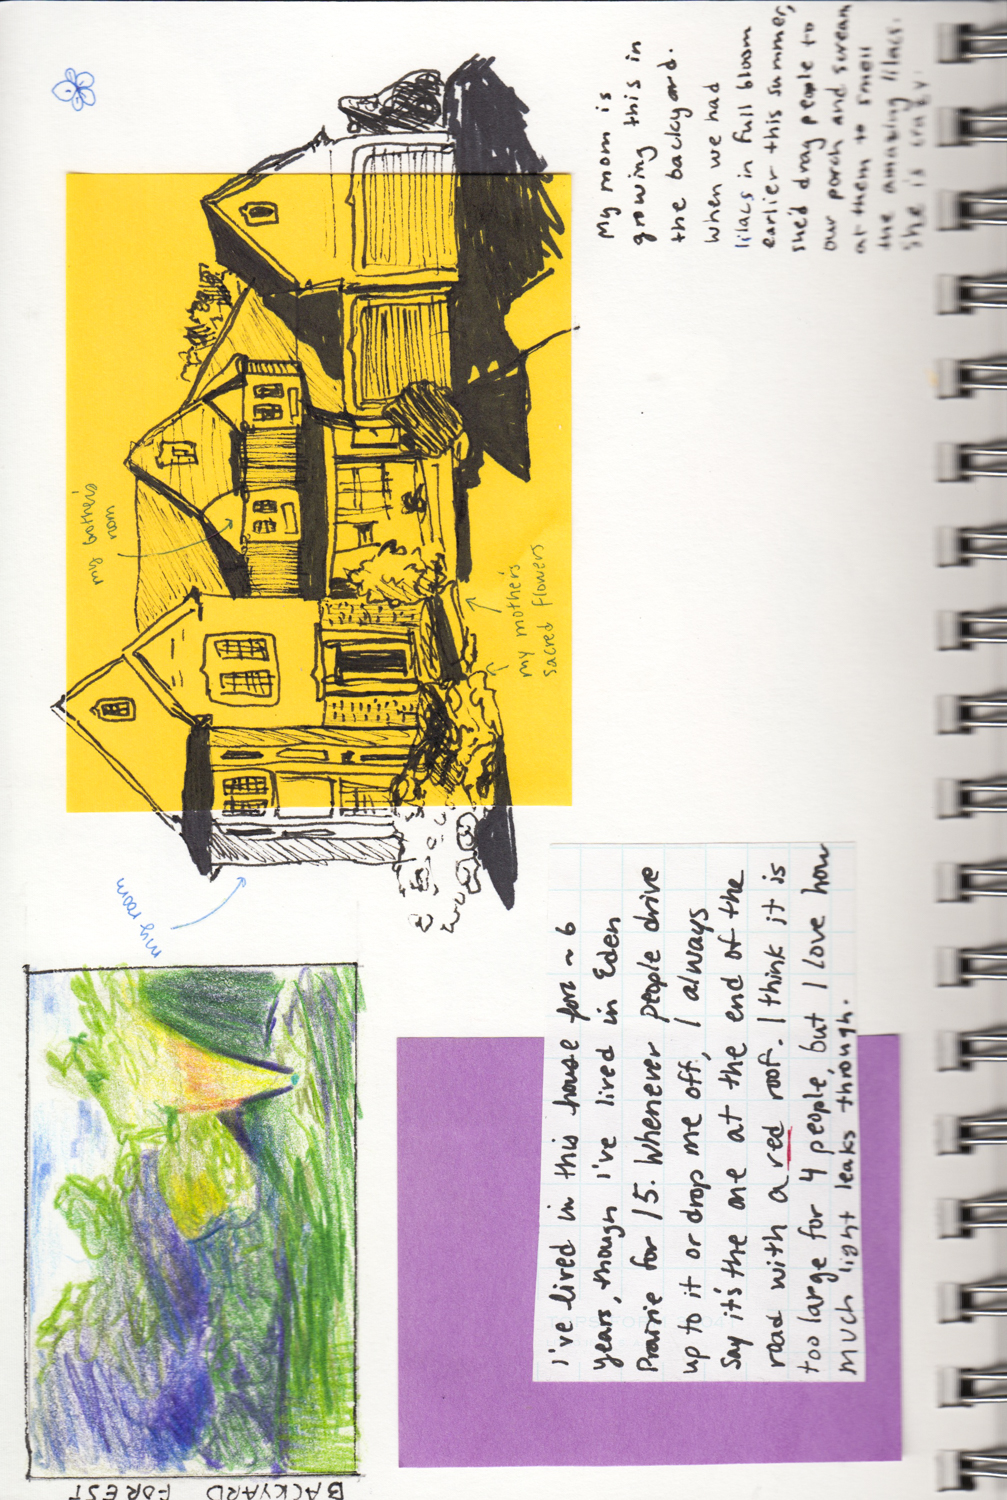 BACKYARD FOREST
I've lived in this house for ~ 6
years, though I've lived in Eden
Prairie for 15. Whenever people drive
up to it or drop me off, I always
say it's the one at the end of the
road with a red roof. I think it is
too large for 4 people, but I love how
much light leaks through.
my room
my brother's
room
my mother's
sacred flowers
My mom is
growing this in
the backyard.
When we had
lilacs in full bloom
earlier this summer,
she'd drag people to
our porch and scream
at them to smell
the amazing lilacs.
She is crazy.